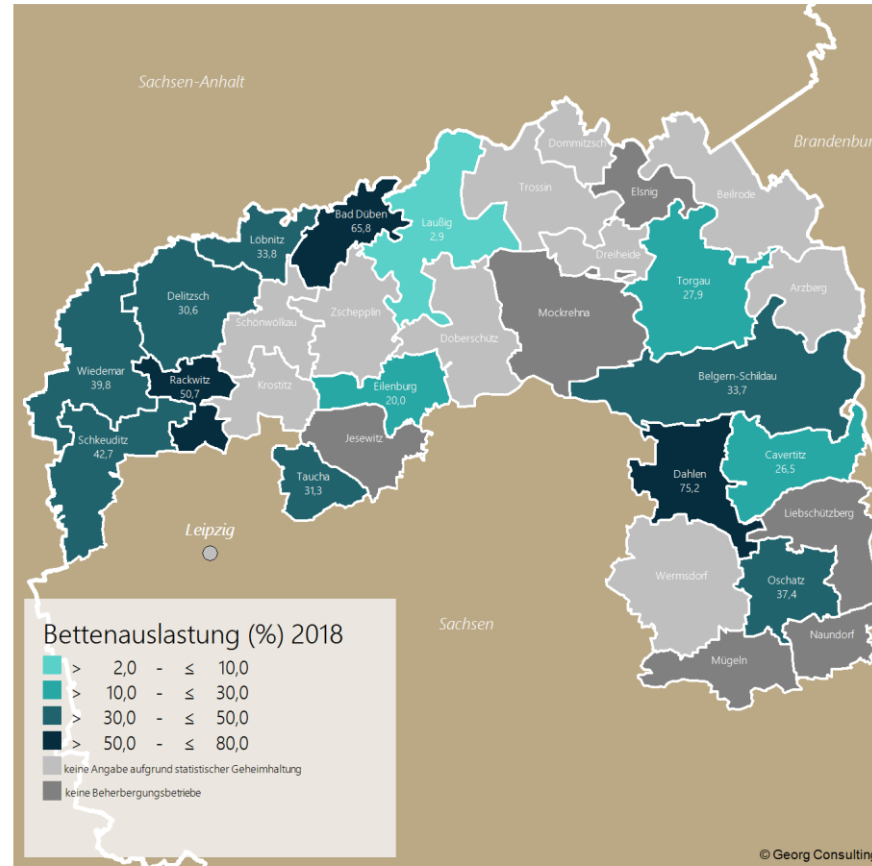 Sachsen-Anhalt
Brandenbur
Dommitzsch
Trossin
Elsnig
Beilrode
Bad Düben
65,8
Laußig
2,9
Löbnitz
33,8
Dreiheide
Torgau
27,9
Arzberg
Delitzsch
30,6
Schönwölkau
Zschepplin
Mockrehna
Doberschütz
Wiedemar
39,8
Rackwitz
50,7
Krostitz
Eilenburg
20,0
Belgern-Schildau
33,7
Schkeuditz
42,7
Jesewitz
Taucha
31,3
Dahlen
75,2
Cavertitz
26,5
Liebschützberg
Leipzig
Wermsdorf
Oschatz
37,4
Sachsen
Naundorf
Mügeln
Bettenauslastung (%) 2018
> 2,0 - ≤ 10,0
> 10,0 - ≤ 30,0
> 30,0 - ≤ 50,0
> 50,0 - ≤ 80,0
keine Angabe aufgrund statistischer Geheimhaltung
keine Beherbergungsbetriebe
© Georg Consulting